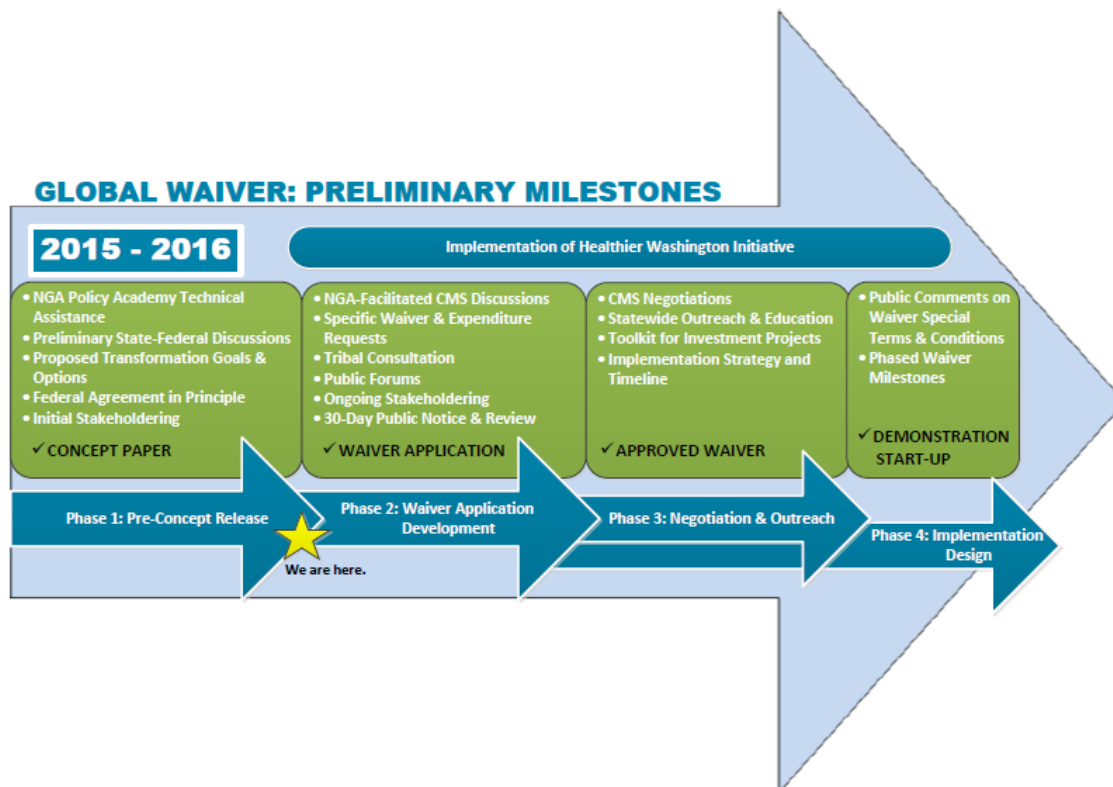 GLOBAL WAIVER: PRELIMINARY MILESTONES
2015 - 2016
Implementation of Healthier Washington Initiative
• NGA Policy Academy Technical
Assistance
• Preliminary State-Federal Discussions
• Proposed Transformation Goals &
Options
• Federal Agreement in Principle
• Initial Stakeholdering
✓ CONCEPT PAPER
• NGA-Facilitated CMS Discussions
• Specific Waiver & Expenditure
Requests
• Tribal Consultation
• Public Forums
• Ongoing Stakeholdering
• 30-Day Public Notice & Review
✓ WAIVER APPLICATION
• CMS Negotiations
• Statewide Outreach & Education
• Toolkit for Investment Projects
• Implementation Strategy and
Timeline
✓ APPROVED WAIVER
• Public Comments on
Waiver Special
Terms & Conditions
• Phased Waiver
Milestones
✓ DEMONSTRATION
START-UP
Phase 1: Pre-Concept Release
We are here.
Phase 2: Waiver Application
Development
Phase 3: Negotiation & Outreach
Phase 4: Implementation
Design